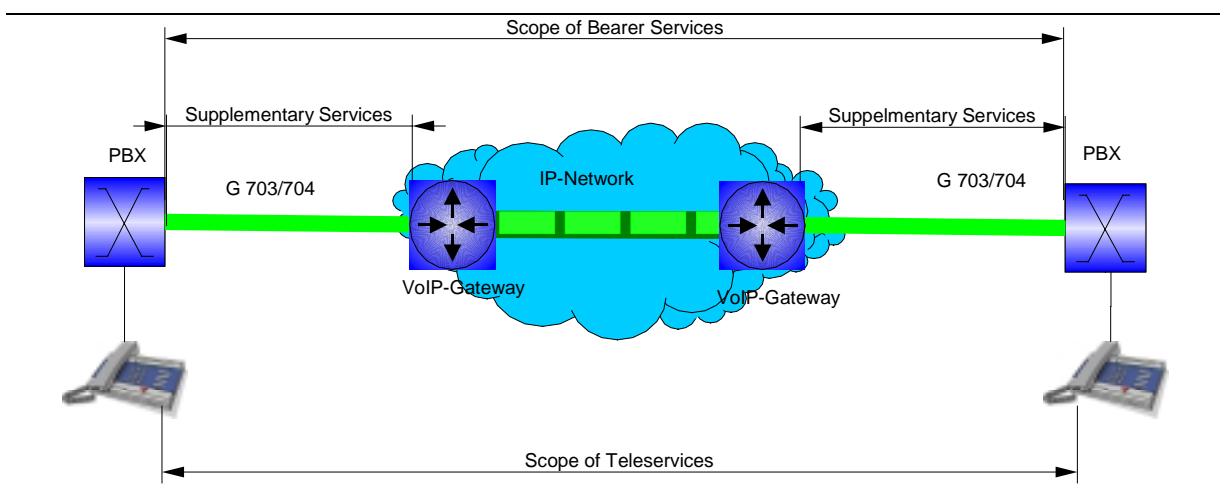 Scope of Bearer Services
Supplementary Services
Suppelmentary Services
PBX
PBX
IP-Network
G 703/704
G 703/704
VoIP-Gateway
VoIP-Gateway
Scope of Teleservices